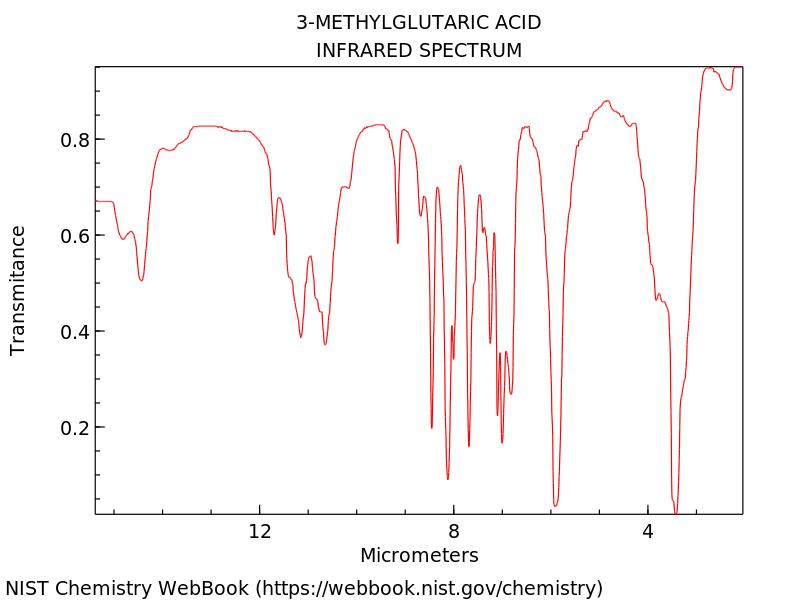 3-METHYLGLUTARIC ACID
INFRARED SPECTRUM
0.8
0.6
0.4
0.2
Transmitance
12
8
4
Micrometers
NIST Chemistry WebBook (https://webbook.nist.gov/chemistry)